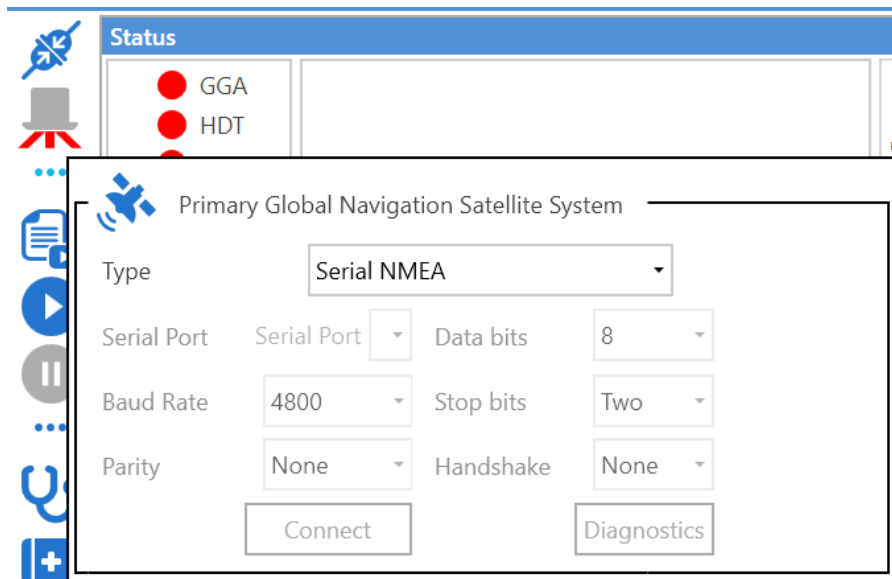 Status
GGA
HDT
Primary Global Navigation Satellite System
Type Serial NMEA
Serial Port Serial Port Data bits 8
Baud Rate 4800 Stop bits Two
Parity None Handshake None
Connect Diagnostics